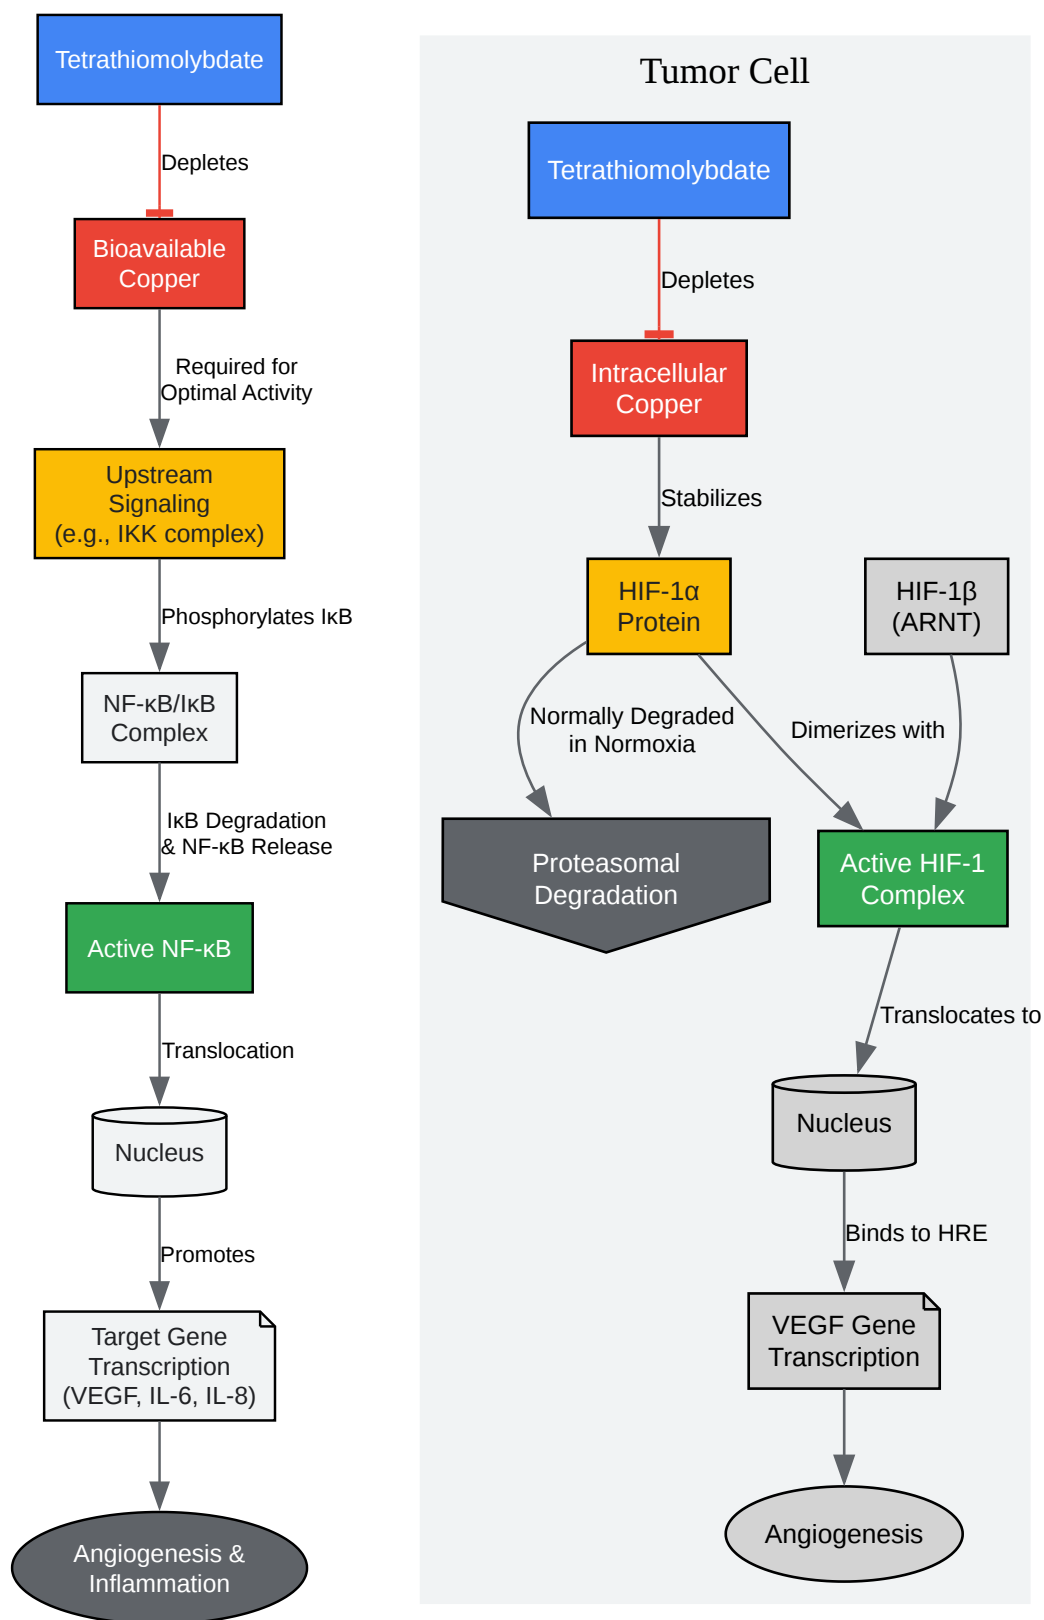 Tetrathiomolybdate
Depletes
Bioavailable
Copper
Required for
Optimal Activity
Upstream
Signaling
(e.g., IKK complex)
Phosphorylates IκB
NF-κB/IκB
Complex
IκB Degradation
& NF-κB Release
Active NF-κB
Translocation
Nucleus
Promotes
Target Gene
Transcription
(VEGF, IL-6, IL-8)
Angiogenesis &
Inflammation
Tumor Cell
Tetrathiomolybdate
Depletes
Intracellular
Copper
Stabilizes
HIF-1α
Protein
HIF-1β
(ARNT)
Normally Degraded
in Normoxia
Dimerizes with
Proteasomal
Degradation
Active HIF-1
Complex
Translocates to
Nucleus
Binds to HRE
VEGF Gene
Transcription
Angiogenesis